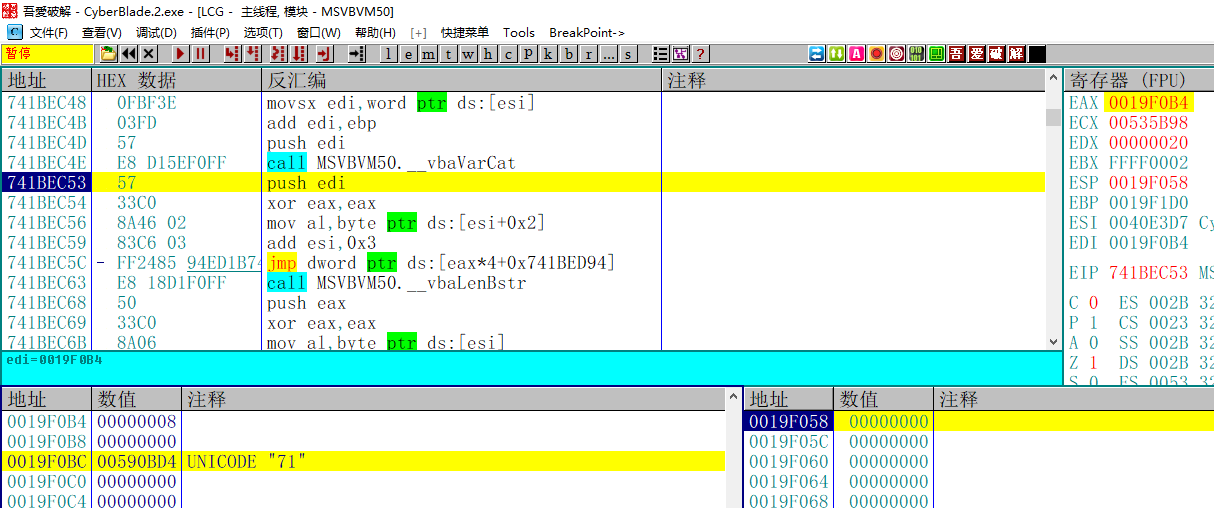 吾愛破解 - CyberBlade.2.exe - [LCG - 主线程, 模块 - MSVBVM50]
C 文件(F) 查看(V) 调试(D) 插件(P) 选项(T) 窗口(W) 帮助(H) [+] 快捷菜单 Tools BreakPoint->
暂停 l e m t w h c p k b r ... s ? 吾 爱 破 解
地址 HEX 数据 反汇编 注释 寄存器 (FPU)
741BEC48 0FBF3E movsx edi,word ptr ds:[esi] EAX 0019F0B4
741BEC4B 03FD add edi,ebp ECX 00535B98
741BEC4D 57 push edi EDX 00000020
741BEC4E E8 D15EF0FF call MSVBVM50.__vbaVarCat EBX FFFF0002
741BEC53 57 push edi ESP 0019F058
741BEC54 33C0 xor eax,eax EBP 0019F1D0
741BEC56 8A46 02 mov al,byte ptr ds:[esi+0x2] ESI 0040E3D7 Cy
741BEC59 83C6 03 add esi,0x3 EDI 0019F0B4
741BEC5C - FF2485 94ED1B74 jmp dword ptr ds:[eax*4+0x741BED94]
741BEC63 E8 18D1F0FF call MSVBVM50.__vbaLenBstr EIP 741BEC53 MS
741BEC68 50 push eax C 0 ES 002B 32
741BEC69 33C0 xor eax,eax P 1 CS 0023 32
741BEC6B 8A06 mov al,byte ptr ds:[esi] A 0 SS 002B 32
edi=0019F0B4 Z 1 DS 002B 32
S 0 FS 0053 32
地址 数值 注释 地址 数值 注释
0019F0B4 00000008 0019F058 00000000
0019F0B8 00000000 0019F05C 00000000
0019F0BC 00590BD4 UNICODE "71" 0019F060 00000000
0019F0C0 00000000 0019F064 00000000
0019F0C4 00000000 0019F068 00000000